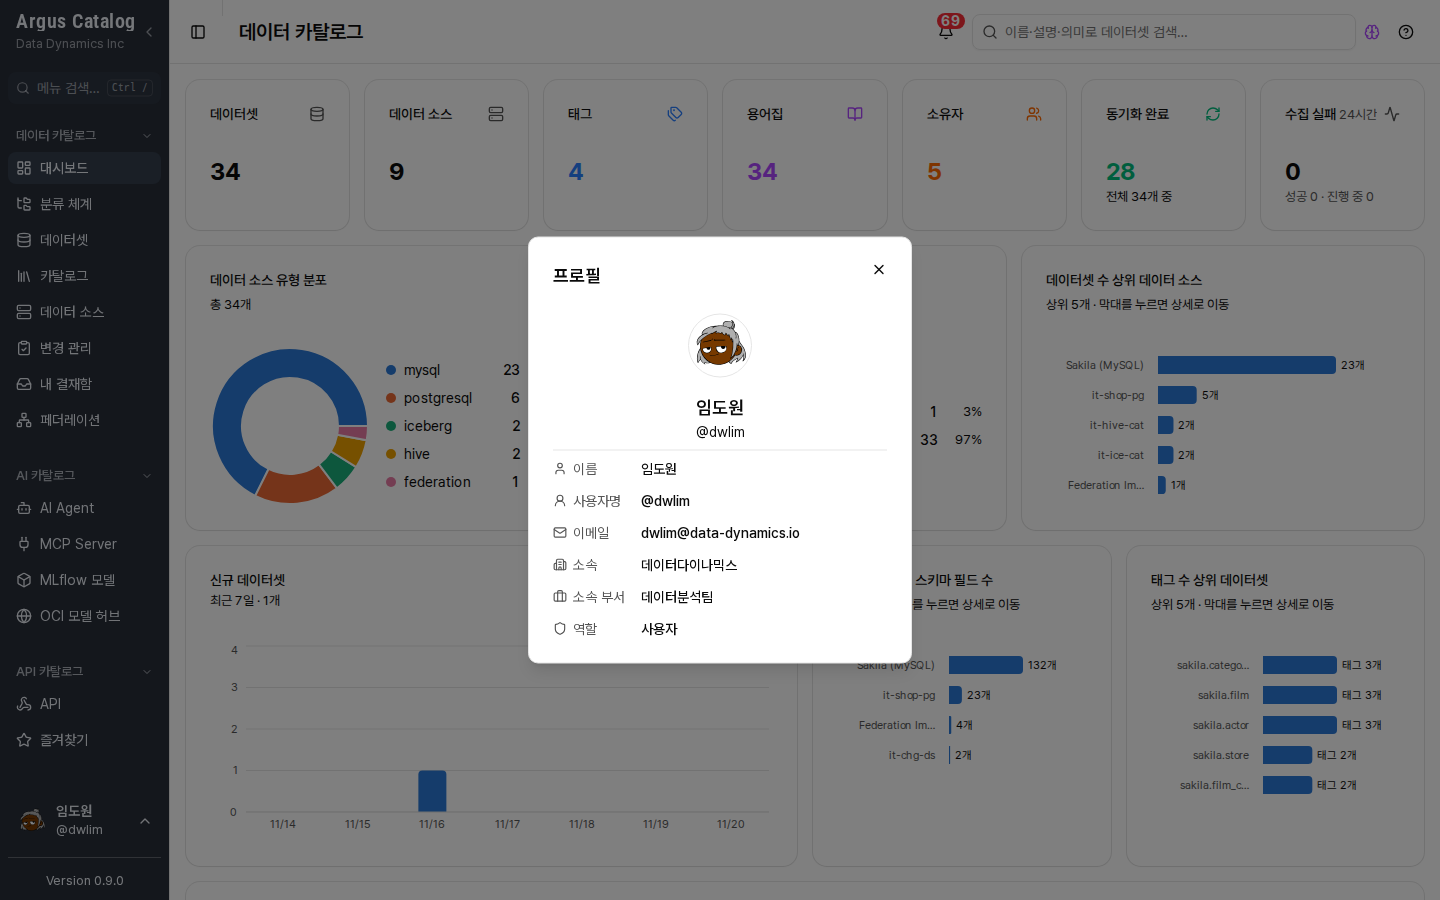 Argus Catalog
Data Dynamics Inc
메뉴 검색... Ctrl /
데이터 카탈로그
대시보드
분류 체계
데이터셋
카탈로그
데이터 소스
변경 관리
내 결재함
페더레이션
AI 카탈로그
AI Agent
MCP Server
MLflow 모델
OCI 모델 허브
API 카탈로그
API
즐겨찾기
임도원
@dwlim
Version 0.9.0
데이터 카탈로그
69
이름·설명·의미로 데이터셋 검색...
데이터셋
34
데이터 소스
9
태그
4
용어집
34
소유자
5
동기화 완료
28
전체 34개 중
수집 실패 24시간
0
성공 0 · 진행 중 0
데이터 소스 유형 분포
총 34개
mysql 23
postgresql 6
iceberg 2
hive 2
federation 1
1 3%
33 97%
데이터셋 수 상위 데이터 소스
상위 5개 · 막대를 누르면 상세로 이동
Sakila (MySQL) 23개
it-shop-pg 5개
it-hive-cat 2개
it-ice-cat 2개
Federation Im... 1개
프로필
임도원
@dwlim
이름 임도원
사용자명 @dwlim
이메일 dwlim@data-dynamics.io
소속 데이터다이나믹스
소속 부서 데이터분석팀
역할 사용자
신규 데이터셋
최근 7일 · 1개
4
3
2
1
0
11/14 11/15 11/16 11/17 11/18 11/19 11/20
스키마 필드 수
를 누르면 상세로 이동
Sakila (MySQL) 132개
it-shop-pg 23개
Federation Im... 4개
it-chg-ds 2개
태그 수 상위 데이터셋
상위 5개 · 막대를 누르면 상세로 이동
sakila.catego... 태그 3개
sakila.film 태그 3개
sakila.actor 태그 3개
sakila.store 태그 2개
sakila.film_c... 태그 2개